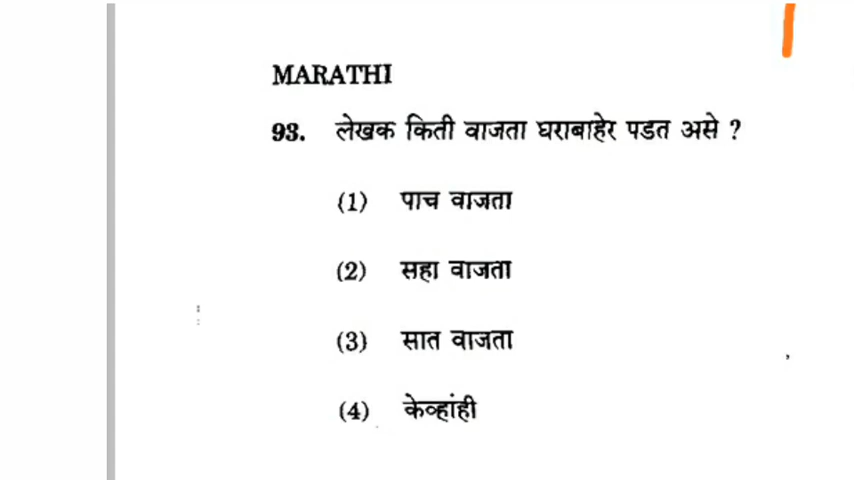 MARATHI
93. लेखक किती वाजता घराबाहेर पडत असे ?
(1) पाच वाजता
(2) सहा वाजता
(3) सात वाजता
(4) केव्हांही